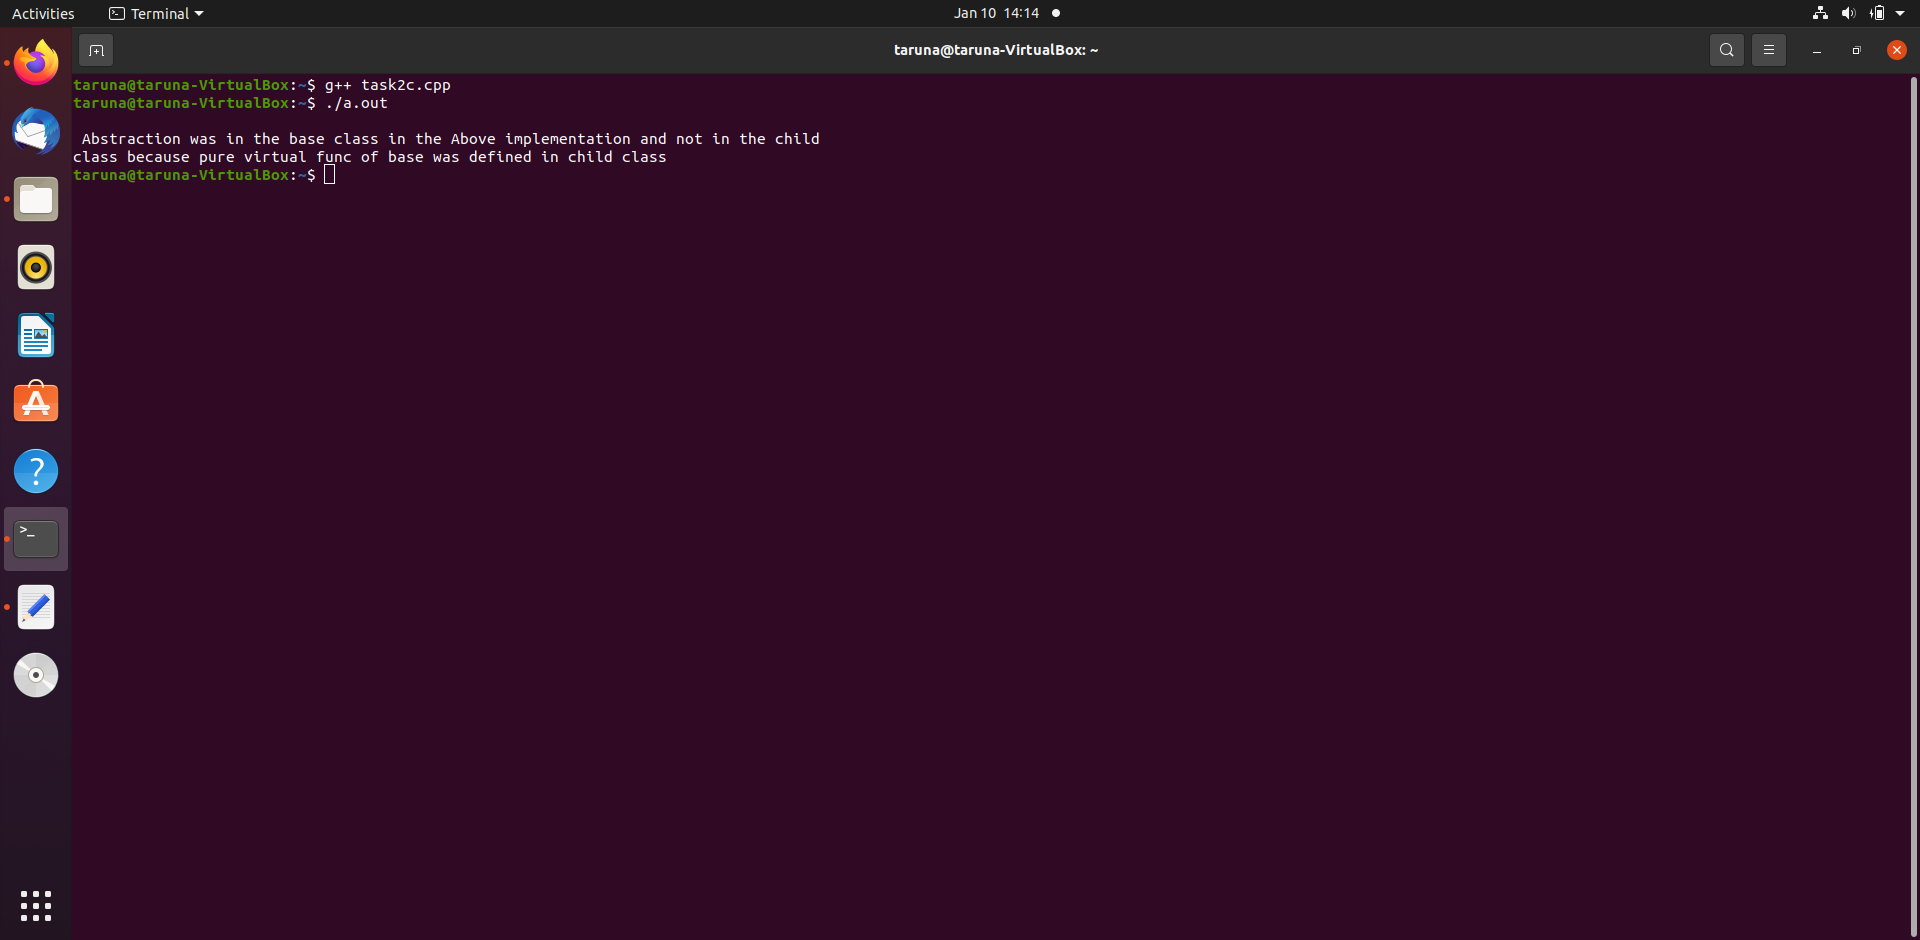 Activities
Terminal
Jan 10 14:14
taruna@taruna-VirtualBox: ~
taruna@taruna-VirtualBox:~$ g++ task2c.cpp
taruna@taruna-VirtualBox:~$ ./a.out
Abstraction was in the base class in the Above implementation and not in the child
class because pure virtual func of base was defined in child class
taruna@taruna-VirtualBox:~$